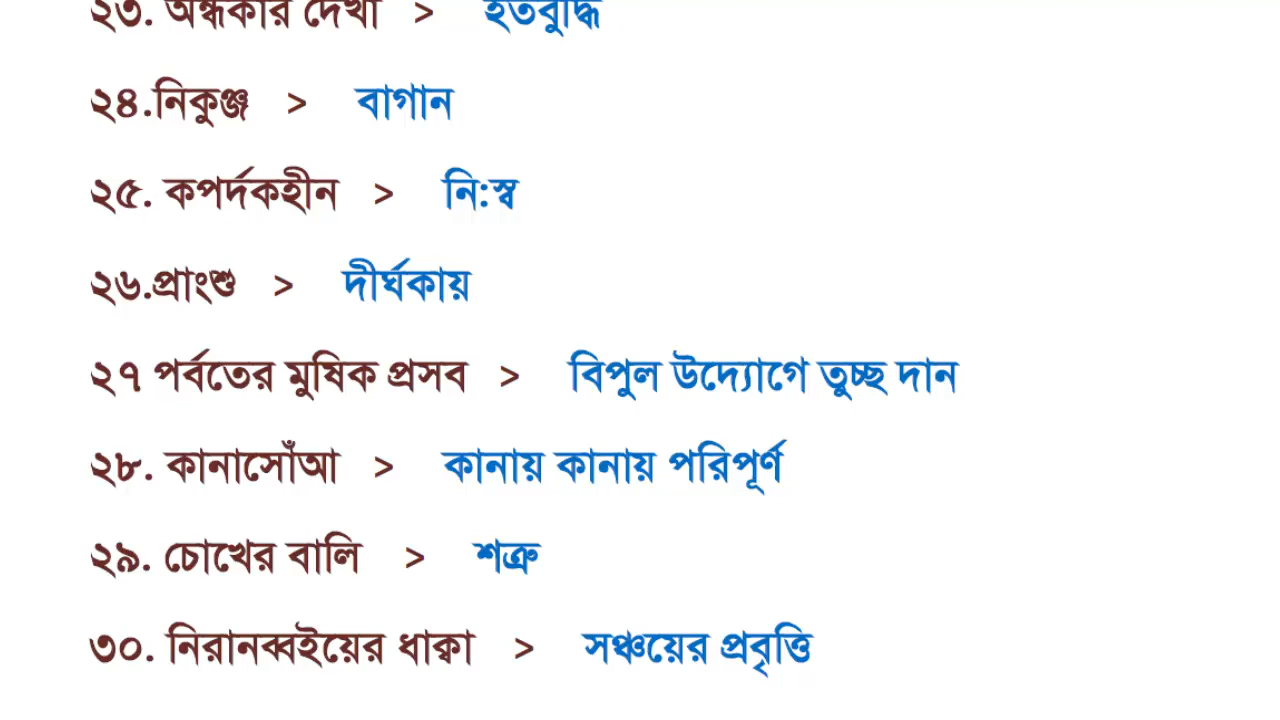 ২৩. অন্ধকার দেখা > হতবুদ্ধি
২৪.নিকুঞ্জ > বাগান
২৫. কপর্দকহীন > নি:স্ব
২৬.প্রাংশু > দীর্ঘকায়
২৭ পর্বতের মুষিক প্রসব > বিপুল উদ্যোগে তুচ্ছ দান
২৮. কানাসোঁআ > কানায় কানায় পরিপূর্ণ
২৯. চোখের বালি > শত্রু
৩০. নিরানব্বইয়ের ধাক্বা > সঞ্চয়ের প্রবৃত্তি